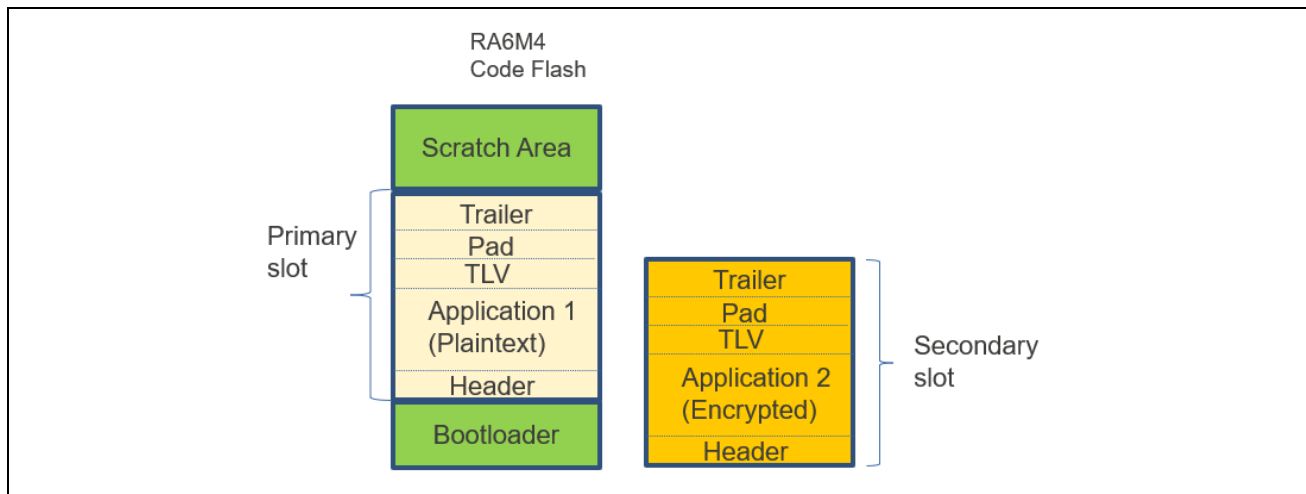 RA6M4
Code Flash
Scratch Area
Primary
slot
Trailer
Pad
TLV
Application 1
(Plaintext)
Header
Bootloader
Trailer
Pad
TLV
Application 2
(Encrypted)
Header
Secondary
slot